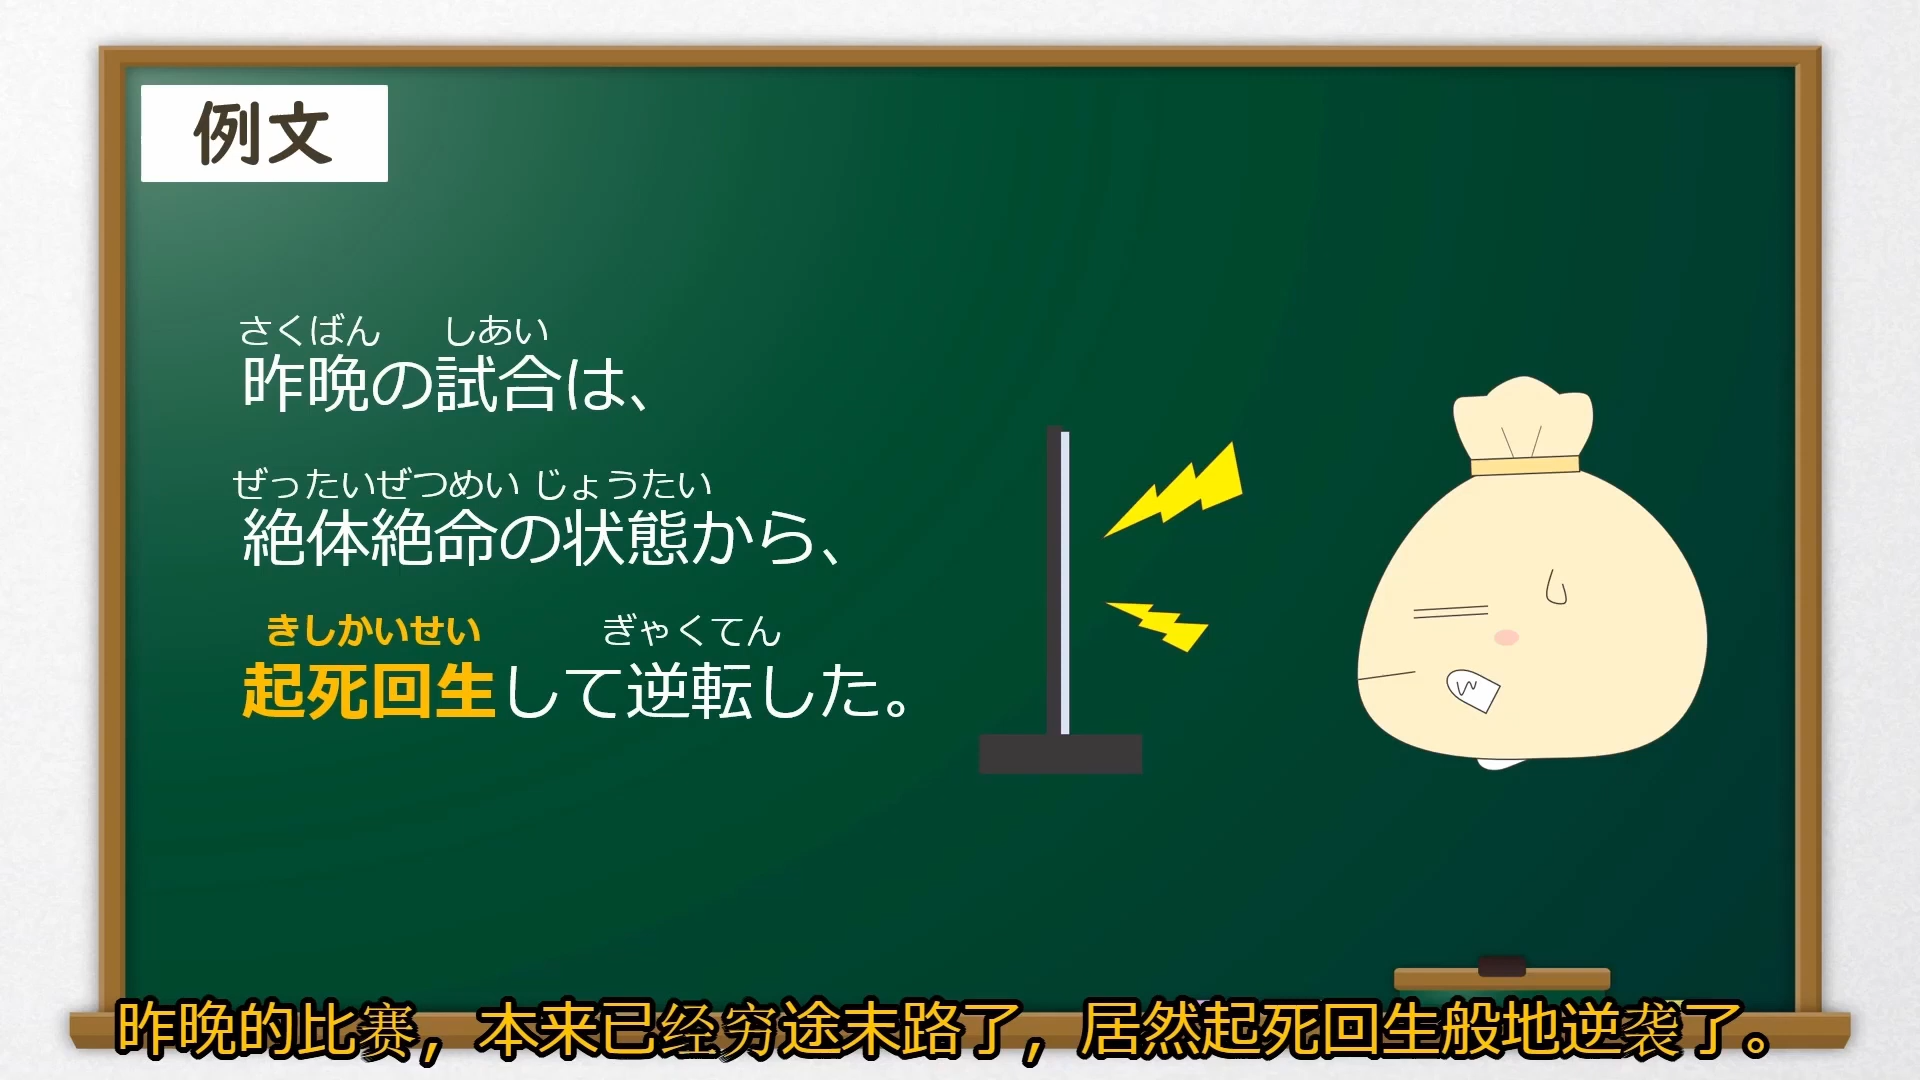 例文
さくばん しあい
昨晩の試合は、
ぜったいぜつめい じょうたい
絶体絶命の状態から、
きしかいせい ぎゃくてん
起死回生して逆転した。
昨晚的比赛，本来已经穷途末路了，居然起死回生般地逆袭了。